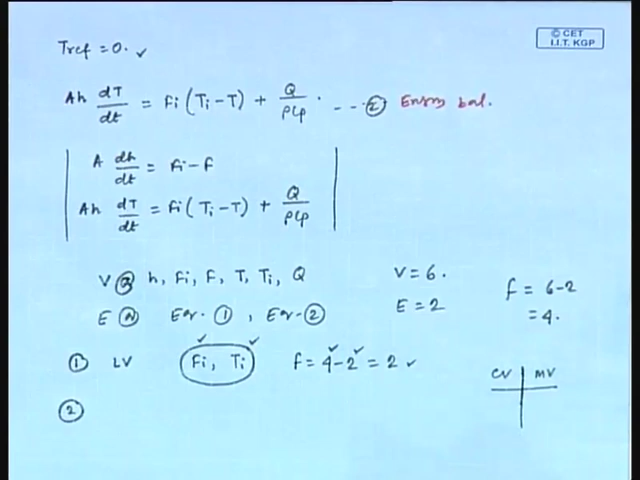 © CET
I.I.T. KGP
Tref = 0. ✓
Ah dT/dt = Fi (Ti - T) + Q/ρCp . - - ② Energy bal.
A dh/dt = Fi - F
Ah dT/dt = Fi (Ti - T) + Q/ρCp
V h, Fi, F, T, Ti, Q
V = 6.
E Eqn. ①, Eqn. ②
E = 2
f = 6 - 2
= 4.
① LV Fi, Ti f = 4 - 2 = 2 ✓
CV MV
②